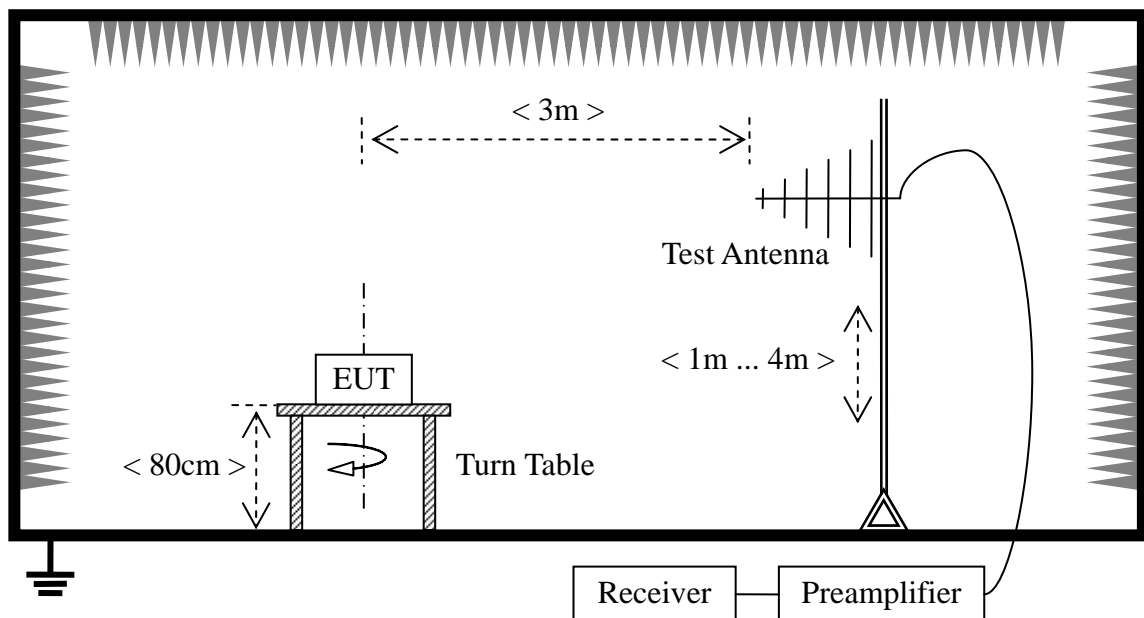 < 3m >
Test Antenna
< 1m ... 4m >
EUT
< 80cm >
Turn Table
Receiver
Preamplifier